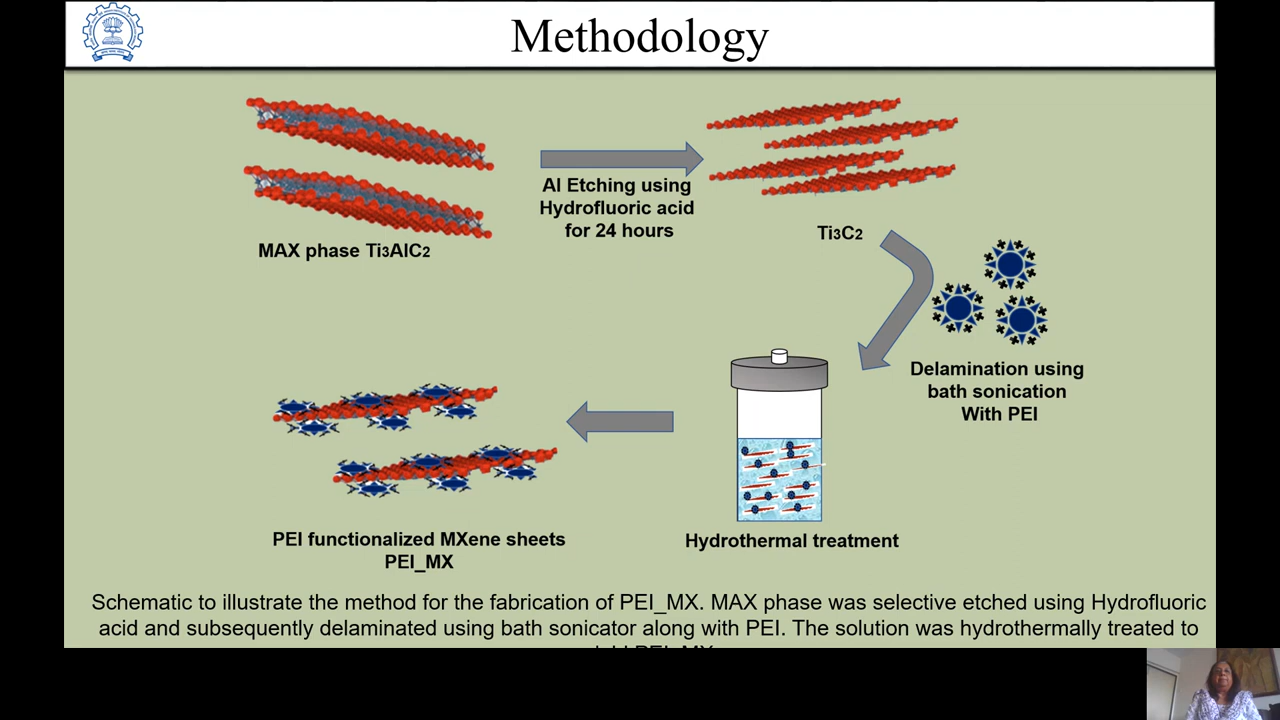 Methodology
Al Etching using
Hydrofluoric acid
for 24 hours
MAX phase Ti3AlC2
Ti3C2
Delamination using
bath sonication
With PEI
Hydrothermal treatment
PEI functionalized MXene sheets
PEI_MX
Schematic to illustrate the method for the fabrication of PEI_MX. MAX phase was selective etched using Hydrofluoric
acid and subsequently delaminated using bath sonicator along with PEI. The solution was hydrothermally treated to